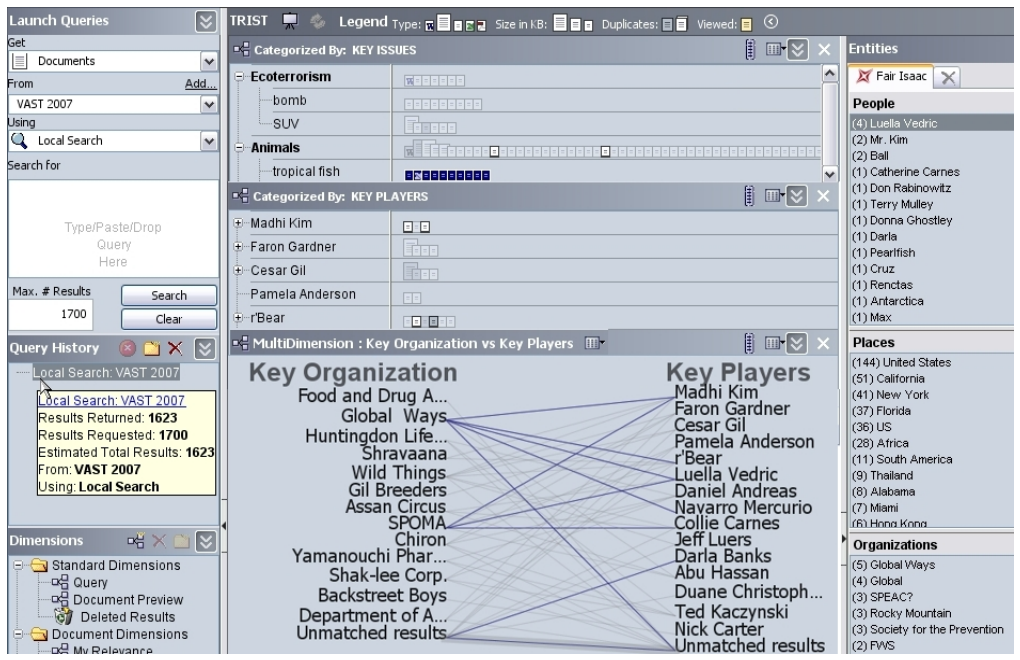 Launch Queries
Get
Documents
From Add...
VAST 2007
Using
Local Search
Search for
Type/Paste/Drop
Query
Here
Max. # Results
1700
Search
Clear
Query History
Local Search: VAST 2007
Local Search: VAST 2007
Results Returned: 1623
Results Requested: 1700
Estimated Total Results: 1623
From: VAST 2007
Using: Local Search
Dimensions
Standard Dimensions
Query
Document Preview
Deleted Results
Document Dimensions
My Relevance
TRIST Legend Type: Size in KB: Duplicates: Viewed:
Categorized By: KEY ISSUES
Ecoterrorism
bomb
SUV
Animals
tropical fish
Categorized By: KEY PLAYERS
Madhi Kim
Faron Gardner
Cesar Gil
Pamela Anderson
r'Bear
MultiDimension : Key Organization vs Key Players
Key Organization
Food and Drug A...
Global Ways
Huntingdon Life...
Shravaana
Wild Things
Gil Breeders
Assan Circus
SPOMA
Chiron
Yamanouchi Phar...
Shak-lee Corp.
Backstreet Boys
Department of A...
Unmatched results
Key Players
Madhi Kim
Faron Gardner
Cesar Gil
Pamela Anderson
r'Bear
Luella Vedric
Daniel Andreas
Navarro Mercurio
Collie Carnes
Jeff Luers
Darla Banks
Abu Hassan
Duane Christoph...
Ted Kaczynski
Nick Carter
Unmatched results
Entities
Fair Isaac
People
(4) Luella Vedric
(2) Mr. Kim
(2) Ball
(1) Catherine Carnes
(1) Don Rabinowitz
(1) Terry Mulley
(1) Donna Ghostley
(1) Darla
(1) Pearlfish
(1) Cruz
(1) Renctas
(1) Antarctica
(1) Max
Places
(144) United States
(51) California
(41) New York
(37) Florida
(36) US
(28) Africa
(11) South America
(9) Thailand
(8) Alabama
(7) Miami
(6) Hong Kong
Organizations
(5) Global Ways
(4) Global
(3) SPEAC?
(3) Rocky Mountain
(3) Society for the Prevention
(2) FWS